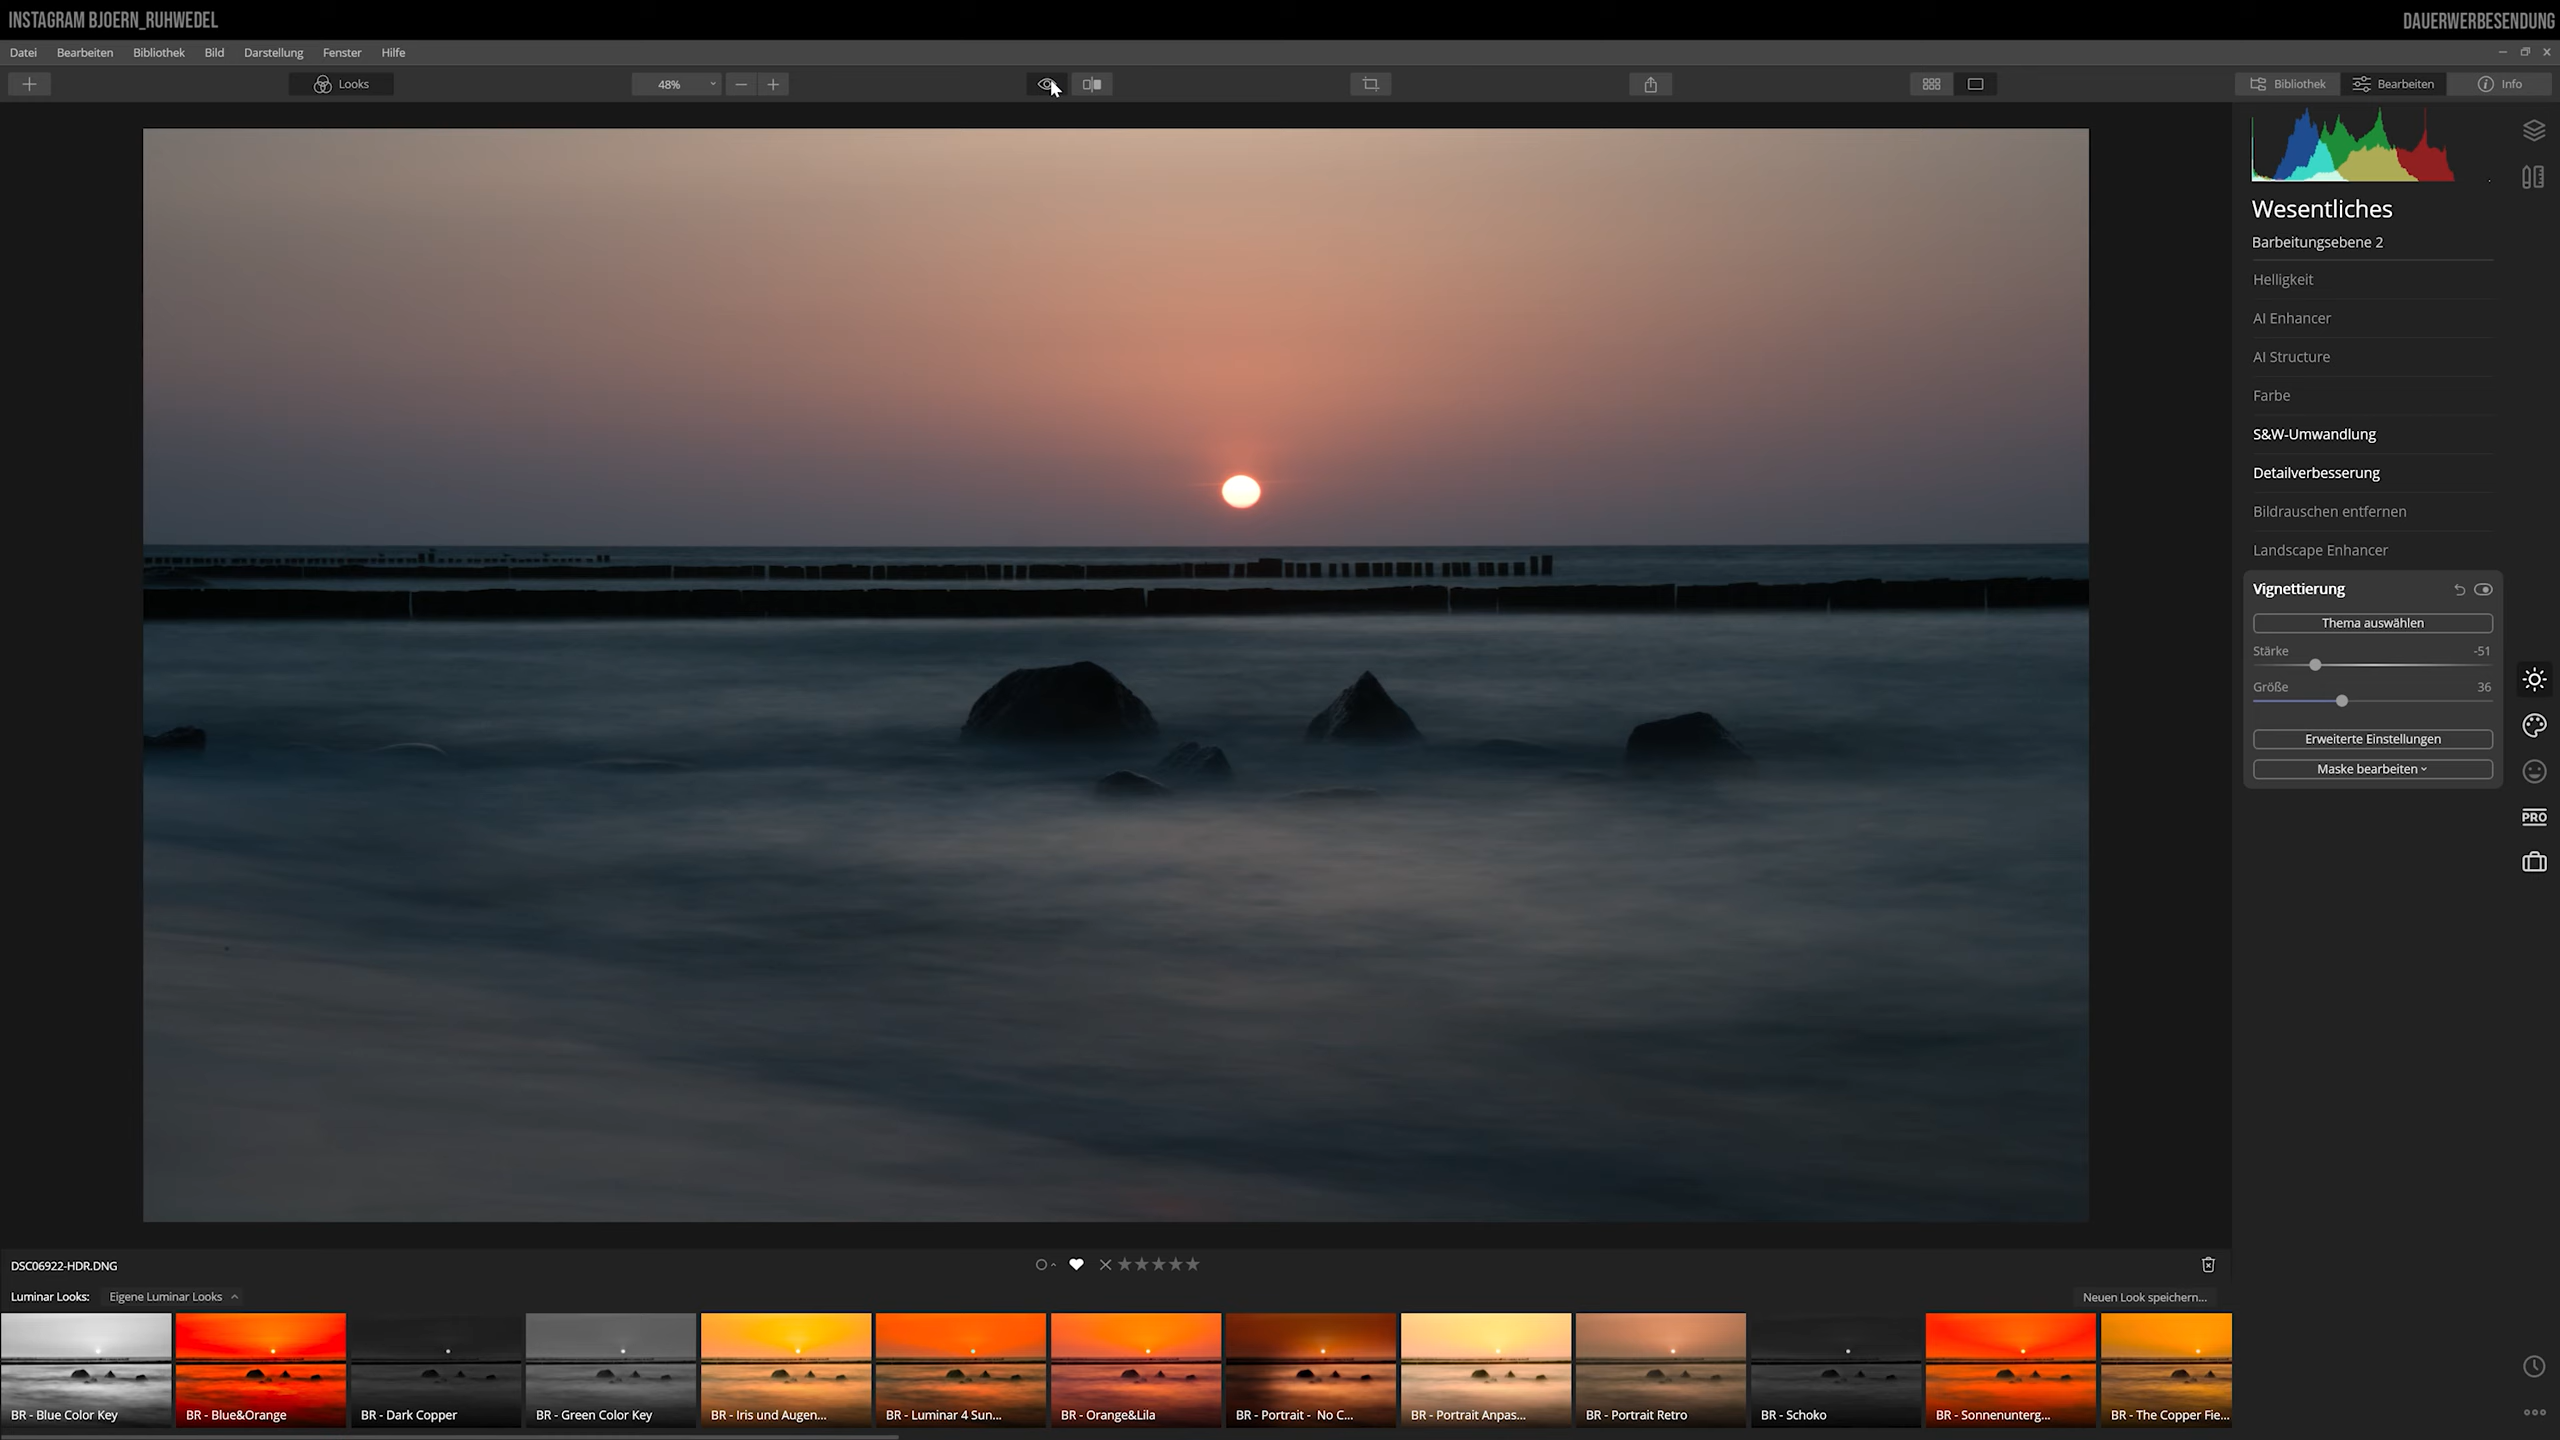 INSTAGRAM BJOERN_RUHWEDEL
DAUERWERBESENDUNG
Datei Bearbeiten Bibliothek Bild Darstellung Fenster Hilfe
Looks 48% Bibliothek Bearbeiten Info
Wesentliches
Barbeitungsebene 2
Helligkeit
AI Enhancer
AI Structure
Farbe
S&W-Umwandlung
Detailverbesserung
Bildrauschen entfernen
Landscape Enhancer
Vignettierung
Thema auswählen
Stärke -51
Größe 36
Erweiterte Einstellungen
Maske bearbeiten
PRO
DSC06922-HDR.DNG
Luminar Looks: Eigene Luminar Looks
Neuen Look speichern...
BR - Blue Color Key
BR - Blue&Orange
BR - Dark Copper
BR - Green Color Key
BR - Iris und Augen...
BR - Luminar 4 Sun...
BR - Orange&Lila
BR - Portrait - No C...
BR - Portrait Anpas...
BR - Portrait Retro
BR - Schoko
BR - Sonnenunterg...
BR - The Copper Fie...